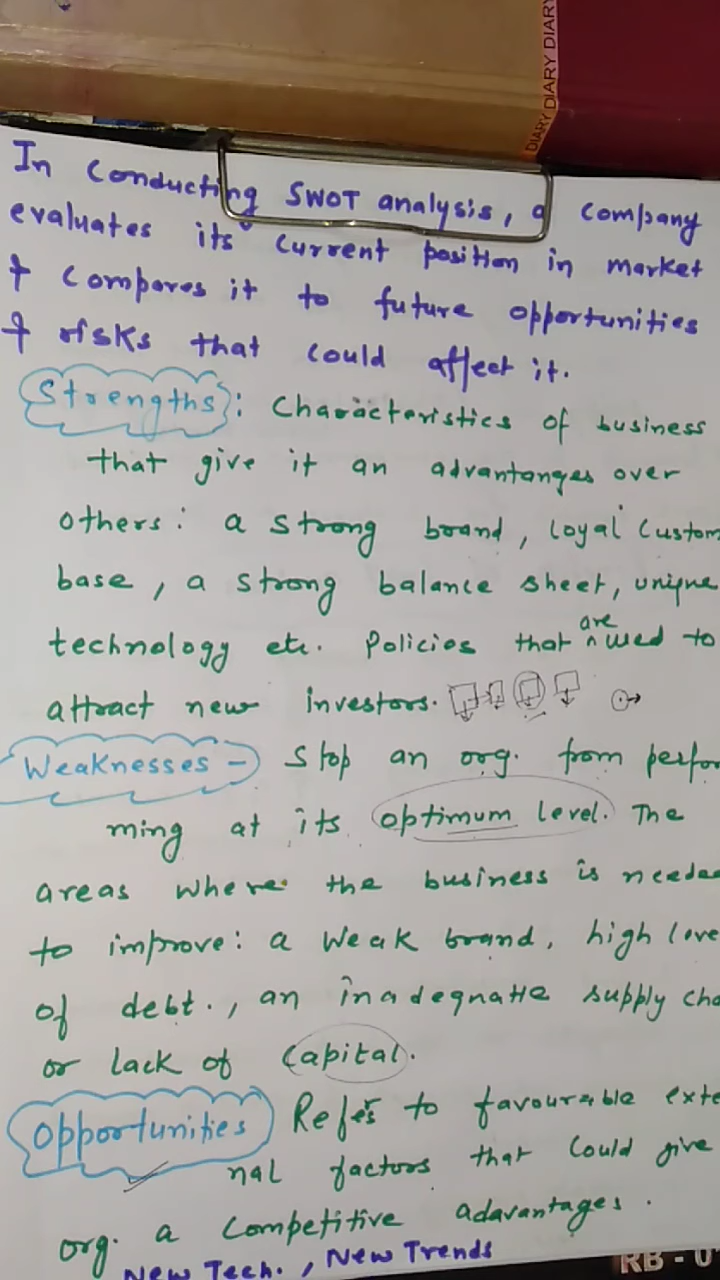 DIARY DIARY DIARY
In Conducting SWOT analysis, a company
evaluates its current position in market
& compares it to future opportunities
& risks that could affect it.
Strengths: Characteristics of business
that give it an advantanges over
others: a strong brand, loyal custom
base, a strong balance sheet, unique
technology etc. Policies that are used to
attract new investors.
Weaknesses - Stop an org. from perfor
ming at its optimum level. The
areas where the business is neede
to improve: a weak brand, high leve
of debt., an inadequatte supply cha
or lack of capital.
Opportunities Refers to favourable exte
nal factors that could give
org. a competitive adavantages.
New Tech., New Trends
RB - 0